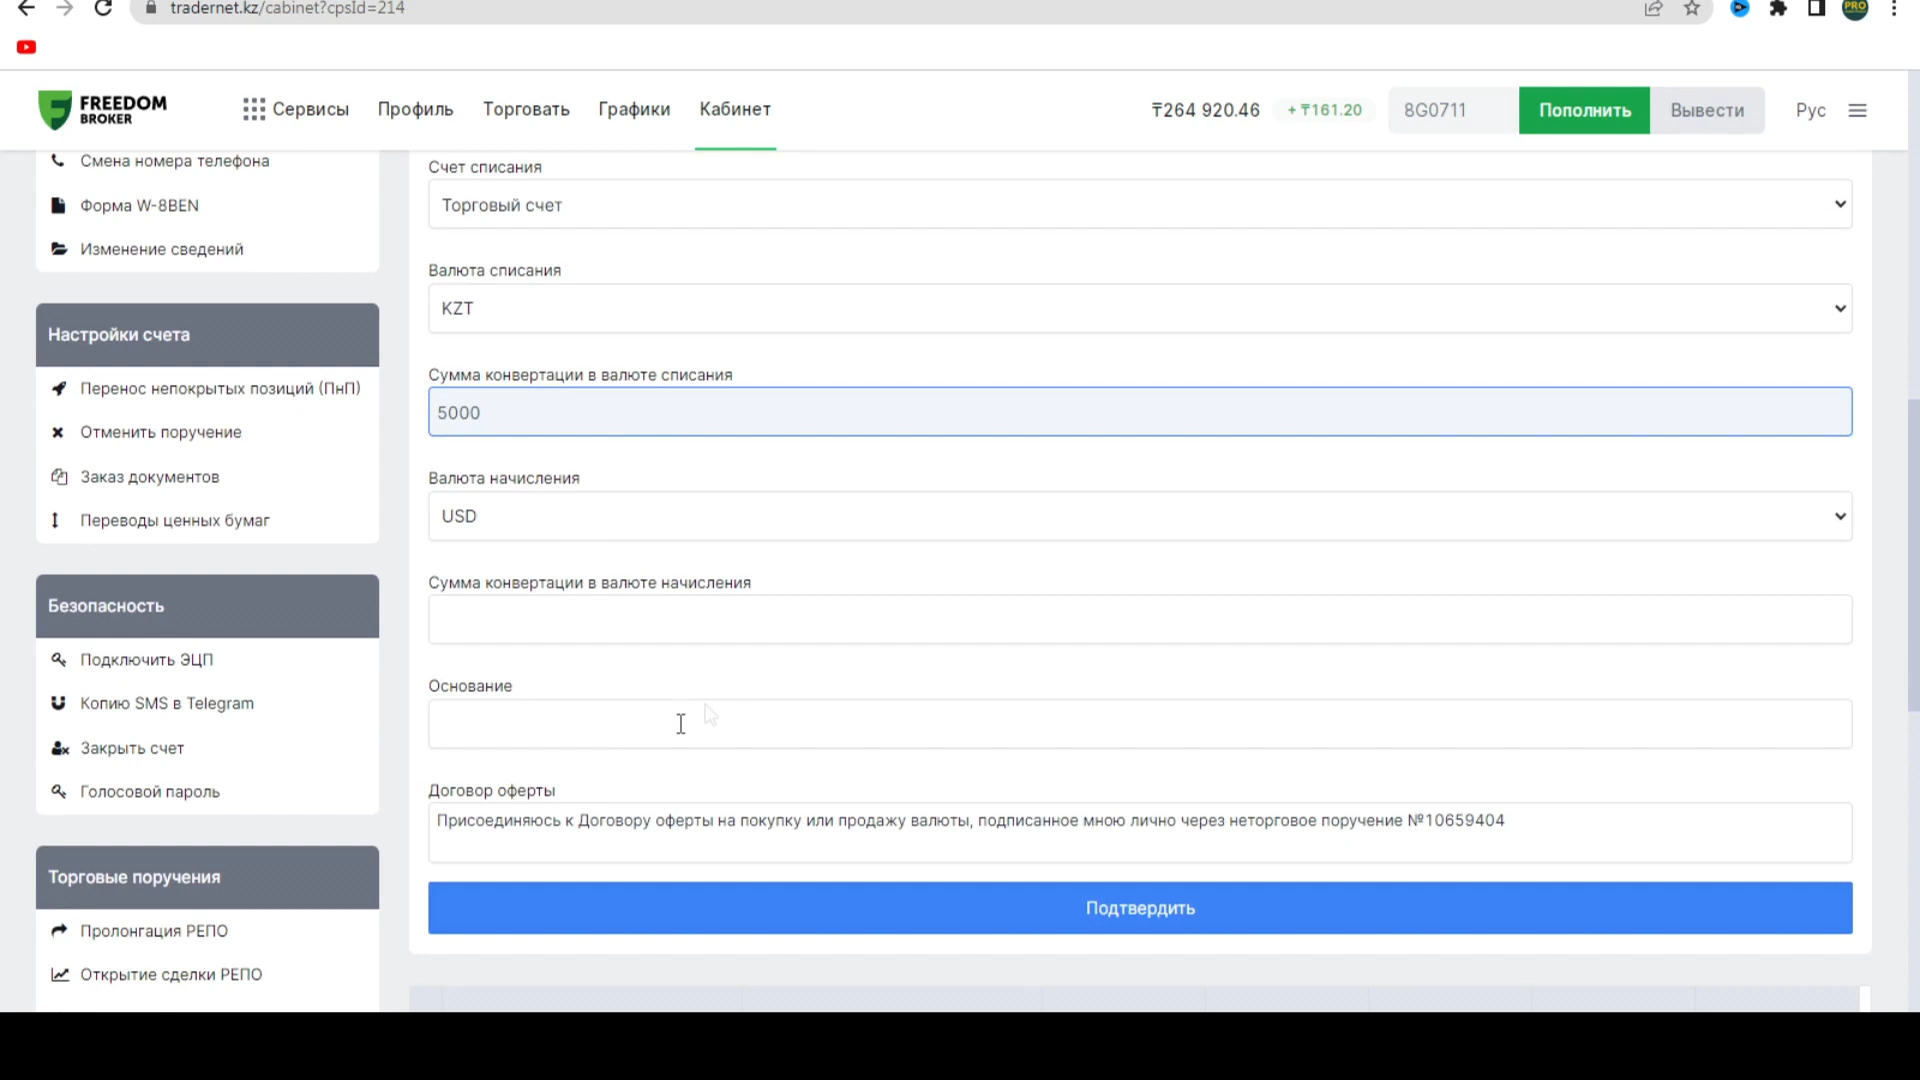 tradernet.kz/cabinet?cpsId=214
PRO
FREEDOM
BROKER
Сервисы
Профиль
Торговать
Графики
Кабинет
₸264 920.46
+ ₸161.20
8G0711
Пополнить
Вывести
Рус
Смена номера телефона
Форма W-8BEN
Изменение сведений
Настройки счета
Перенос непокрытых позиций (ПнП)
Отменить поручение
Заказ документов
Переводы ценных бумаг
Безопасность
Подключить ЭЦП
Копию SMS в Telegram
Закрыть счет
Голосовой пароль
Торговые поручения
Пролонгация РЕПО
Открытие сделки РЕПО
Счет списания
Торговый счет
Валюта списания
KZT
Сумма конвертации в валюте списания
5000
Валюта начисления
USD
Сумма конвертации в валюте начисления
Основание
Договор оферты
Присоединяюсь к Договору оферты на покупку или продажу валюты, подписанное мною лично через неторговое поручение №10659404
Подтвердить